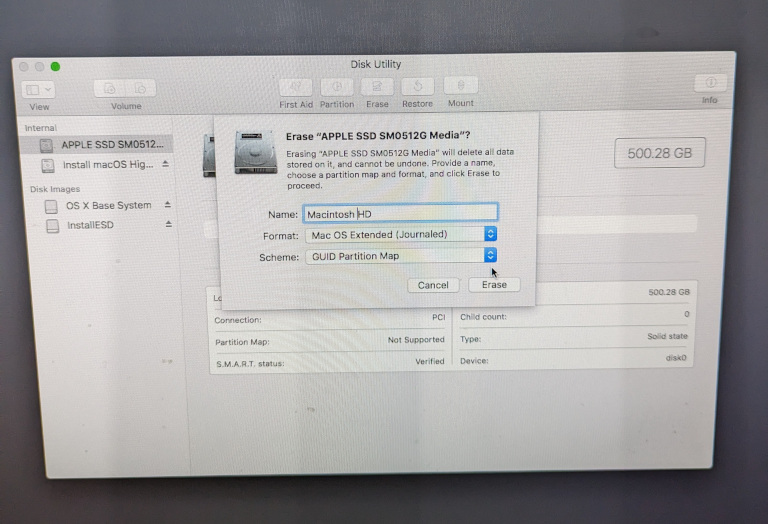 Disk Utility
View
Volume
First Aid
Partition
Erase
Restore
Mount
Info
Internal
APPLE SSD SM0512...
Install macOS Hig...
Disk Images
OS X Base System
InstallESD
Erase “APPLE SSD SM0512G Media”?
Erasing “APPLE SSD SM0512G Media” will delete all data
stored on it, and cannot be undone. Provide a name,
choose a partition map and format, and click Erase to
proceed.
Name: Macintosh HD
Format: Mac OS Extended (Journaled)
Scheme: GUID Partition Map
Cancel
Erase
500.28 GB
500.28 GB
Connection: PCI
Child count: 0
Partition Map: Not Supported
Type: Solid state
S.M.A.R.T. status: Verified
Device: disk0